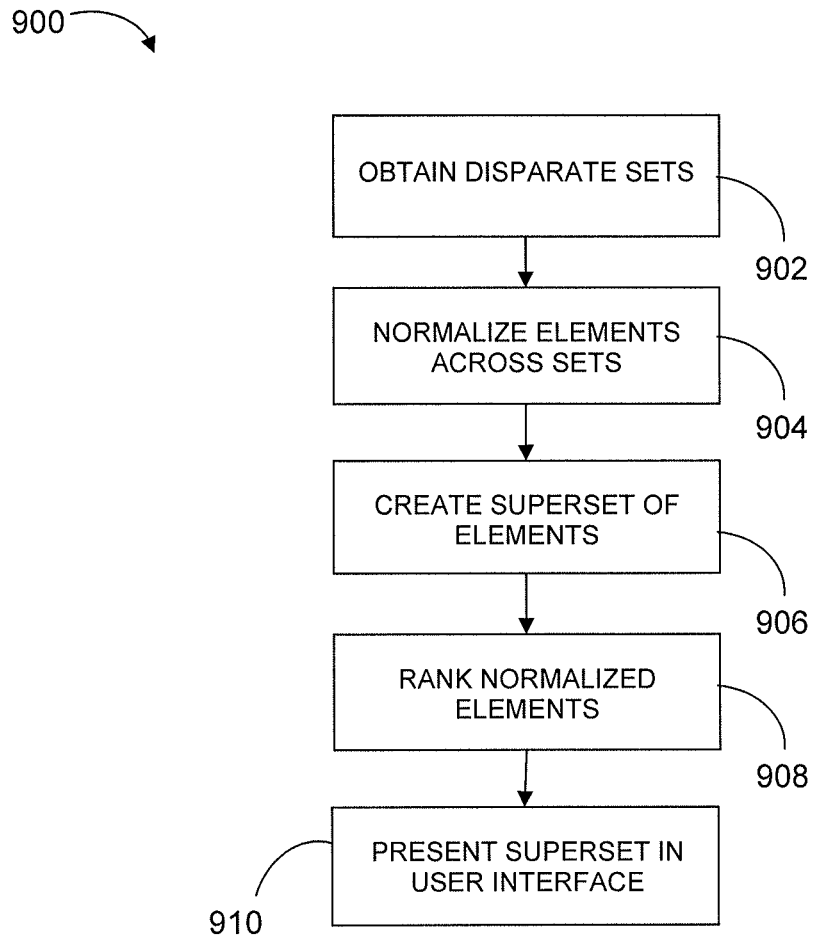 900
OBTAIN DISPARATE SETS
902
NORMALIZE ELEMENTS
ACROSS SETS
904
CREATE SUPERSET OF
ELEMENTS
906
RANK NORMALIZED
ELEMENTS
908
PRESENT SUPERSET IN
USER INTERFACE
910